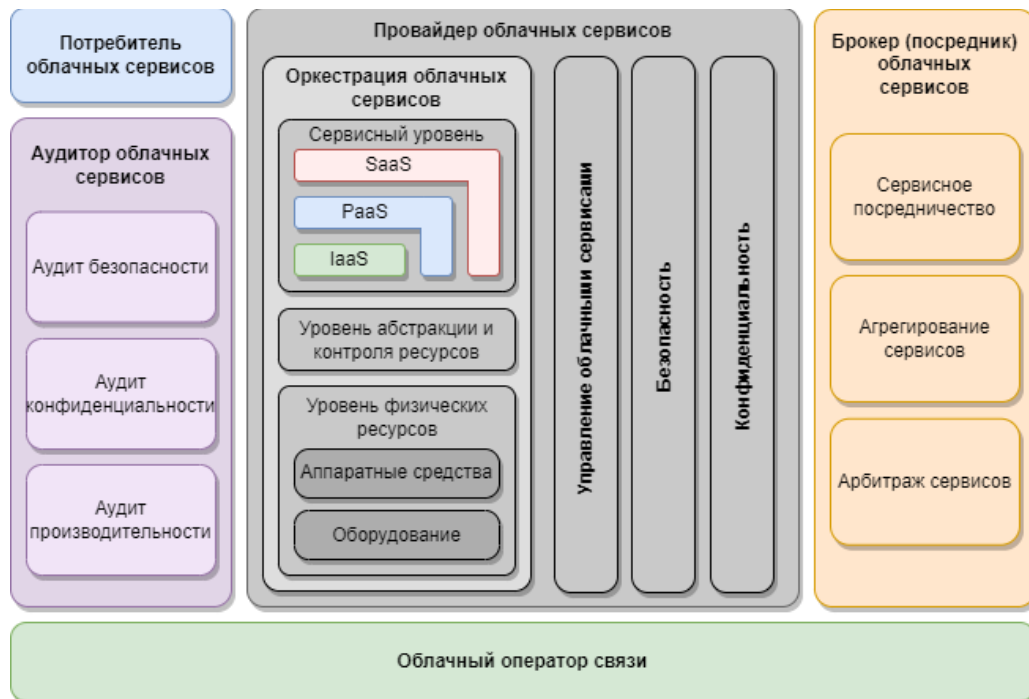 Потребитель
облачных сервисов
Аудитор облачных
сервисов
Аудит безопасности
Аудит
конфиденциальности
Аудит
производительности
Провайдер облачных сервисов
Оркестрация облачных
сервисов
Сервисный уровень
SaaS
PaaS
IaaS
Уровень абстракции и
контроля ресурсов
Уровень физических
ресурсов
Аппаратные средства
Оборудование
Управление облачными сервисами
Безопасность
Конфиденциальность
Брокер (посредник)
облачных
сервисов
Сервисное
посредничество
Агрегирование
сервисов
Арбитраж сервисов
Облачный оператор связи